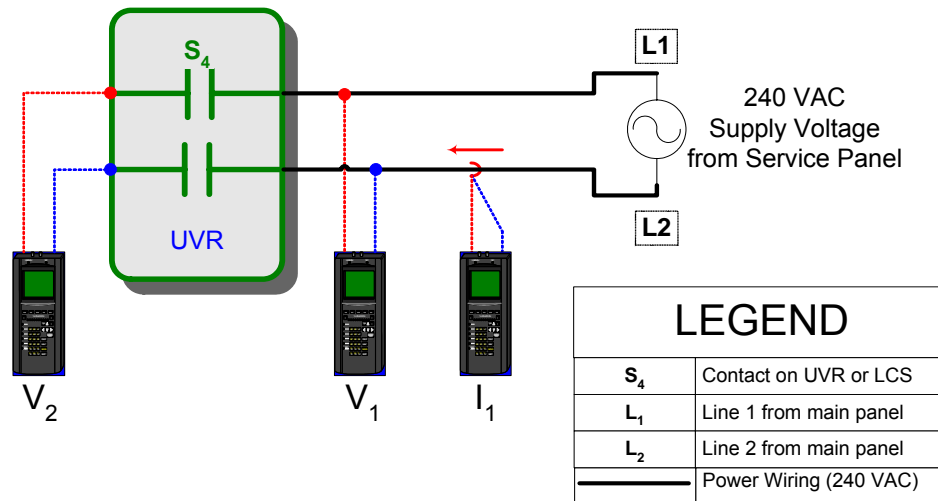 S4
UVR
L1
240 VAC
Supply Voltage
from Service Panel
L2
V2
V1
I1
LEGEND
S4 Contact on UVR or LCS
L1 Line 1 from main panel
L2 Line 2 from main panel
Power Wiring (240 VAC)